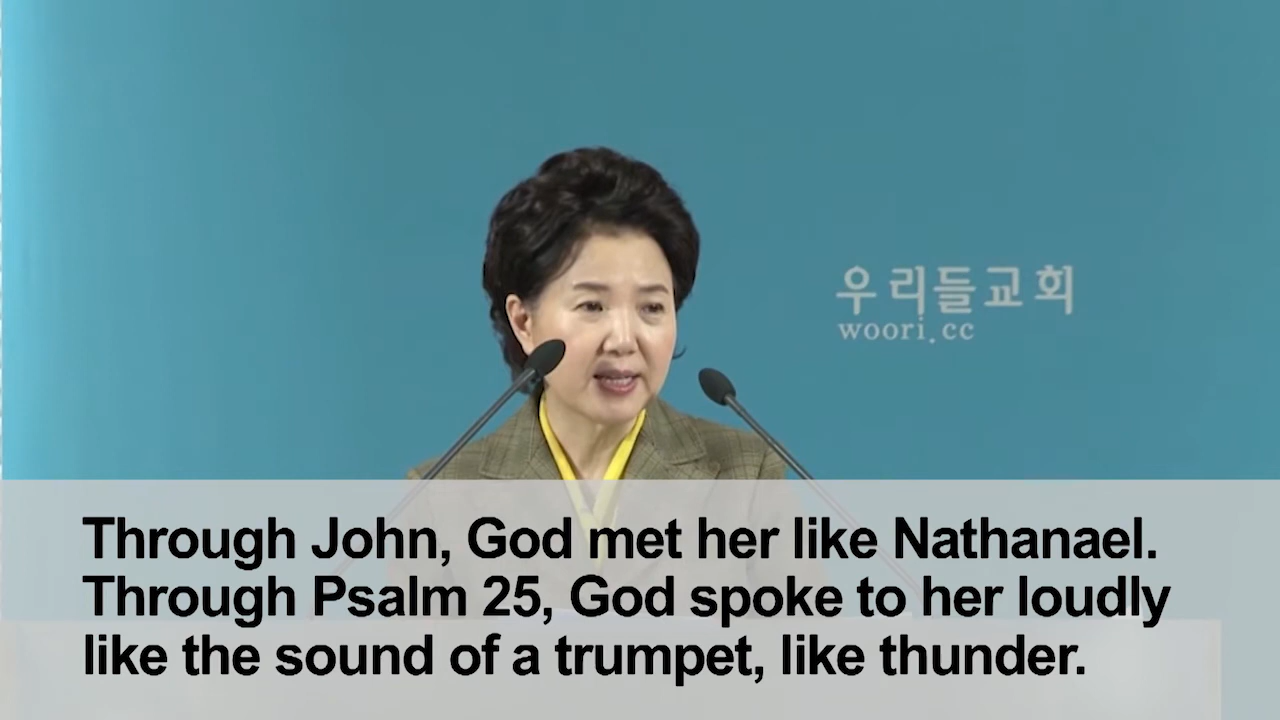 우리들교회
woori.cc
Through John, God met her like Nathanael.
Through Psalm 25, God spoke to her loudly
like the sound of a trumpet, like thunder.